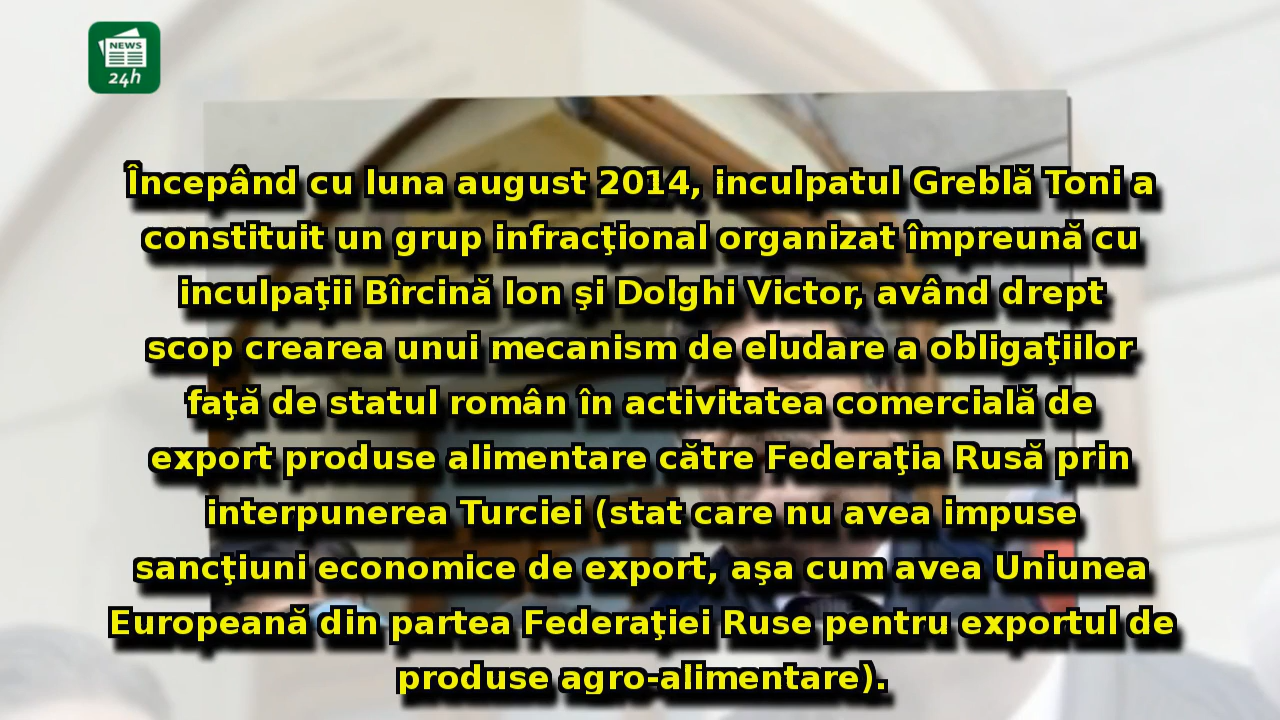 NEWS
24h
Începând cu luna august 2014, inculpatul Greblă Toni a
constituit un grup infracţional organizat împreună cu
inculpaţii Bîrcină Ion şi Dolghi Victor, având drept
scop crearea unui mecanism de eludare a obligaţiilor
faţă de statul român în activitatea comercială de
export produse alimentare către Federaţia Rusă prin
interpunerea Turciei (stat care nu avea impuse
sancţiuni economice de export, aşa cum avea Uniunea
Europeană din partea Federaţiei Ruse pentru exportul de
produse agro-alimentare).